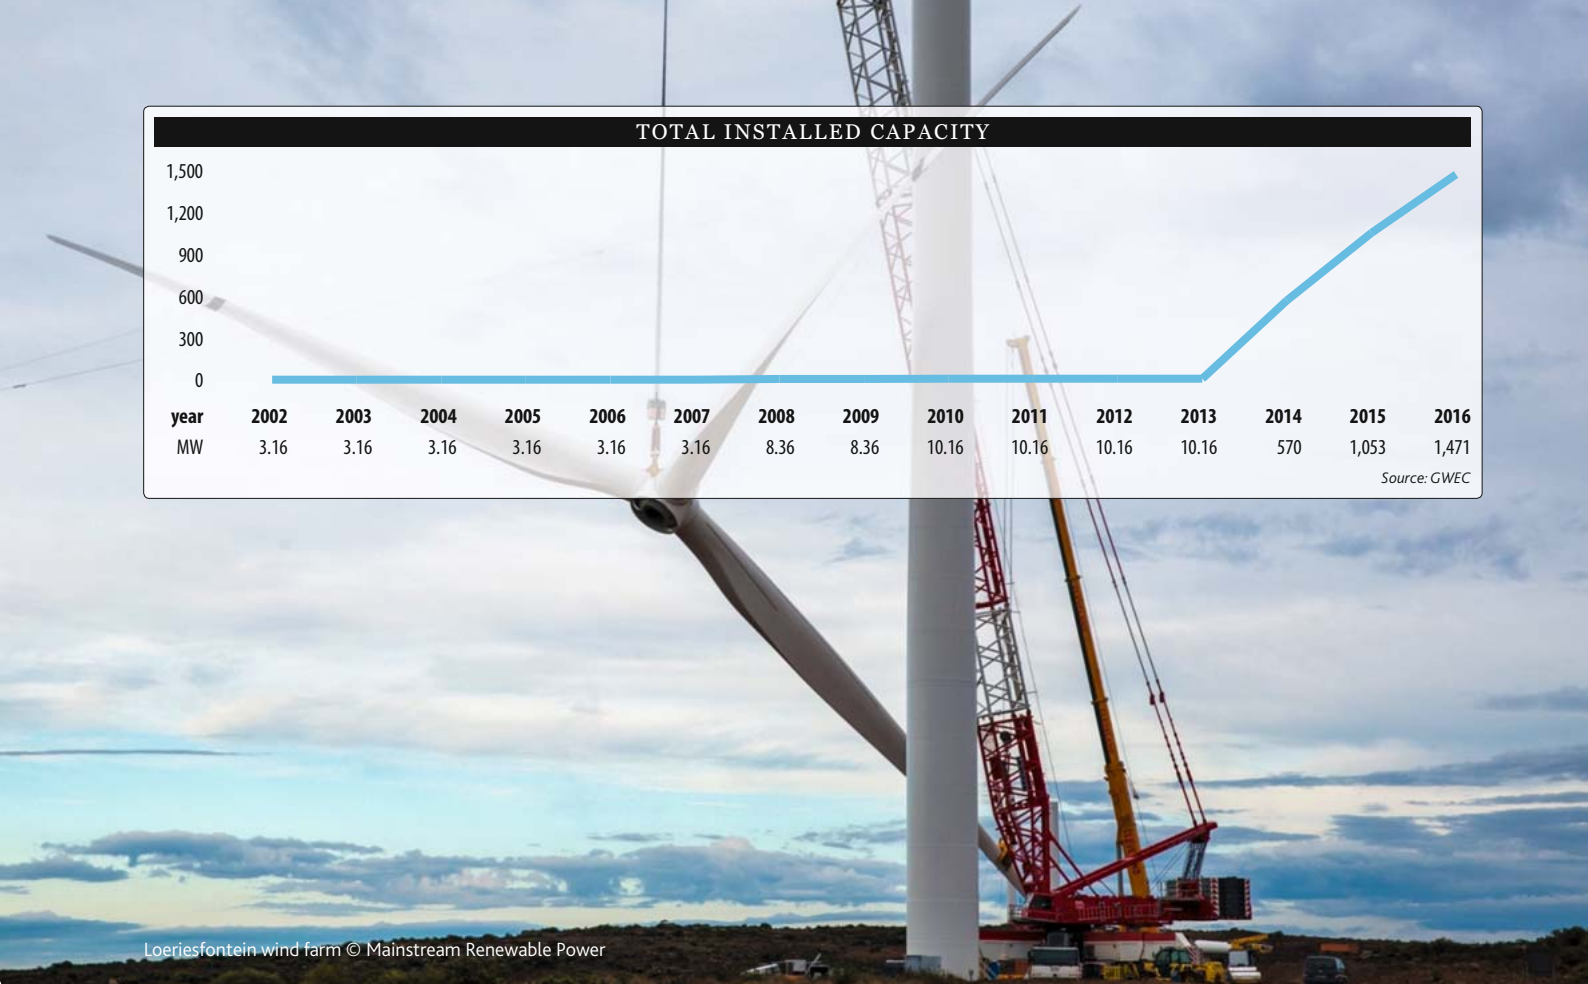 TOTAL INSTALLED CAPACITY
1,500
1,200
900
600
300
0
year 2002 2003 2004 2005 2006 2007 2008 2009 2010 2011 2012 2013 2014 2015 2016
MW 3.16 3.16 3.16 3.16 3.16 3.16 8.36 8.36 10.16 10.16 10.16 10.16 570 1,053 1,471
Source: GWEC
Loeriesfontein wind farm © Mainstream Renewable Power